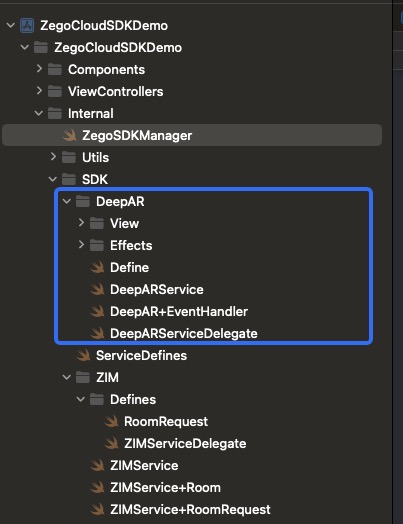 ZegoCloudSDKDemo
ZegoCloudSDKDemo
Components
ViewControllers
Internal
ZegoSDKManager
Utils
SDK
DeepAR
View
Effects
Define
DeepARService
DeepAR+EventHandler
DeepARServiceDelegate
ServiceDefines
ZIM
Defines
RoomRequest
ZIMServiceDelegate
ZIMService
ZIMService+Room
ZIMService+RoomRequest